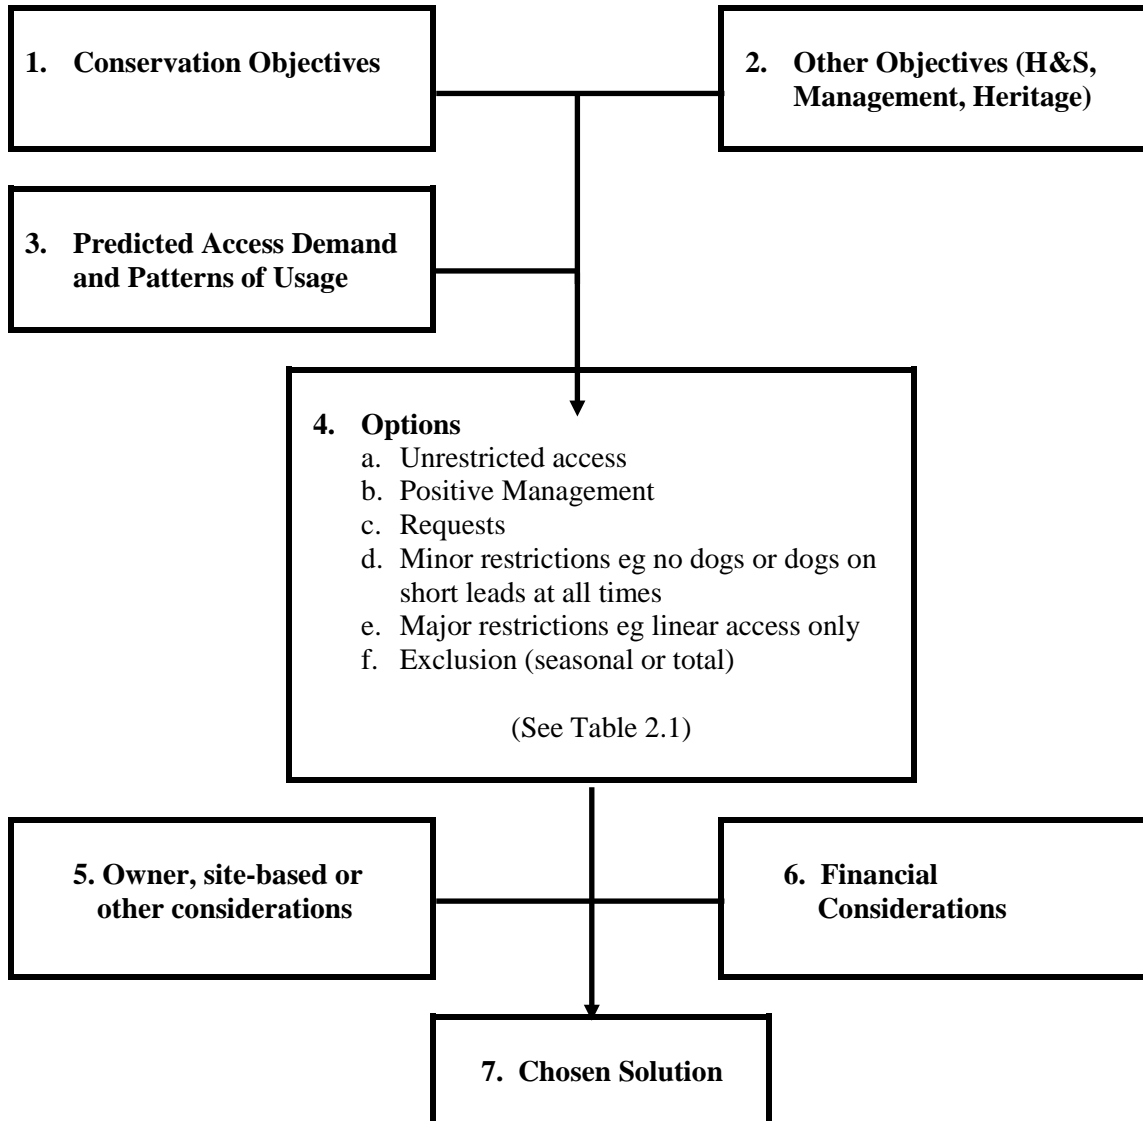 1. Conservation Objectives
2. Other Objectives (H&S,
Management, Heritage)
3. Predicted Access Demand
and Patterns of Usage
4. Options
a. Unrestricted access
b. Positive Management
c. Requests
d. Minor restrictions eg no dogs or dogs on
short leads at all times
e. Major restrictions eg linear access only
f. Exclusion (seasonal or total)
(See Table 2.1)
5. Owner, site-based or
other considerations
6. Financial
Considerations
7. Chosen Solution